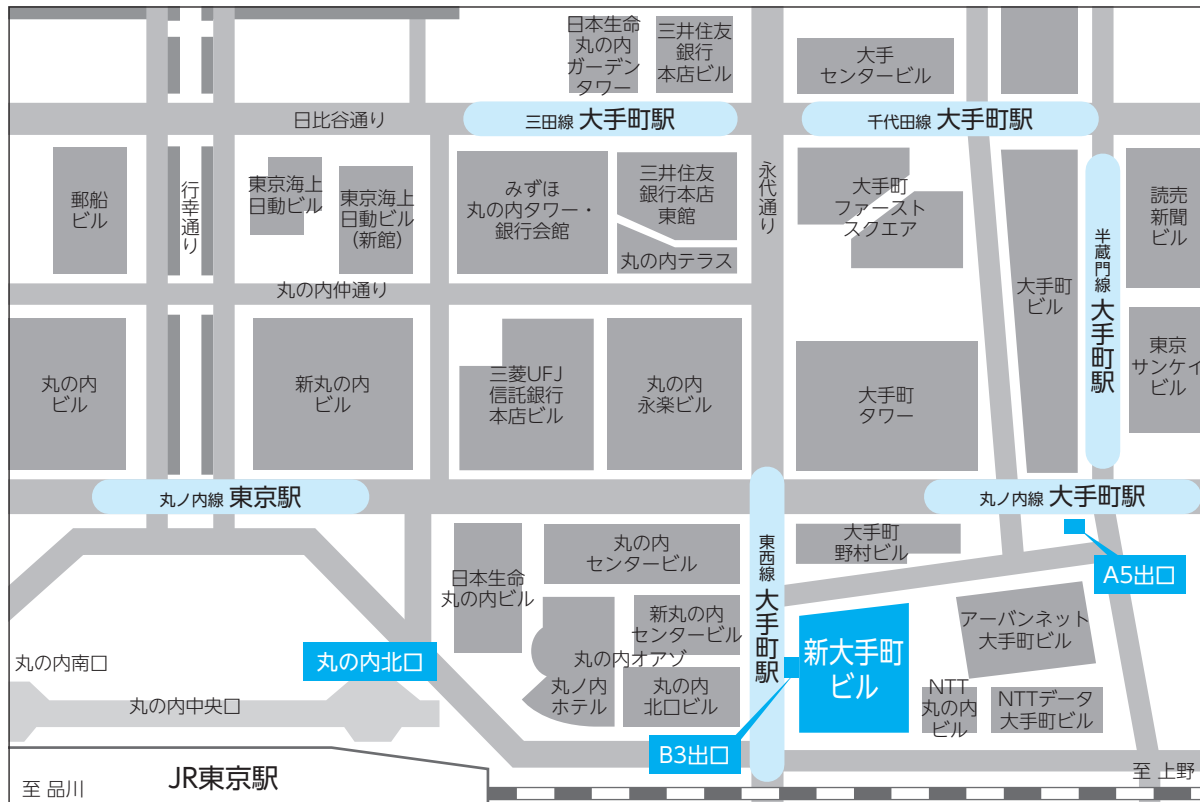 日本生命
丸の内
ガーデン
タワー
三井住友
銀行
本店ビル
大手
センタービル
日比谷通り
三田線 大手町駅
千代田線 大手町駅
郵船
ビル
行幸通り
東京海上
日動ビル
東京海上
日動ビル
(新館)
みずほ
丸の内タワー・
銀行会館
三井住友
銀行本店
東館
丸の内テラス
永代通り
大手町
ファースト
スクエア
大手町
ビル
半蔵門線 大手町駅
読売
新聞
ビル
丸の内仲通り
丸の内
ビル
新丸の内
ビル
三菱UFJ
信託銀行
本店ビル
丸の内
永楽ビル
大手町
タワー
東京
サンケイ
ビル
丸ノ内線 東京駅
丸ノ内線 大手町駅
日本生命
丸の内ビル
丸の内
センタービル
東西線 大手町駅
大手町
野村ビル
A5出口
新丸の内
センタービル
丸の内オアゾ
丸ノ内
ホテル
丸の内
北口ビル
新大手町
ビル
アーバンネット
大手町ビル
NTT
丸の内
ビル
NTTデータ
大手町ビル
丸の内南口
丸の内北口
丸の内中央口
B3出口
至 品川
JR東京駅
至 上野